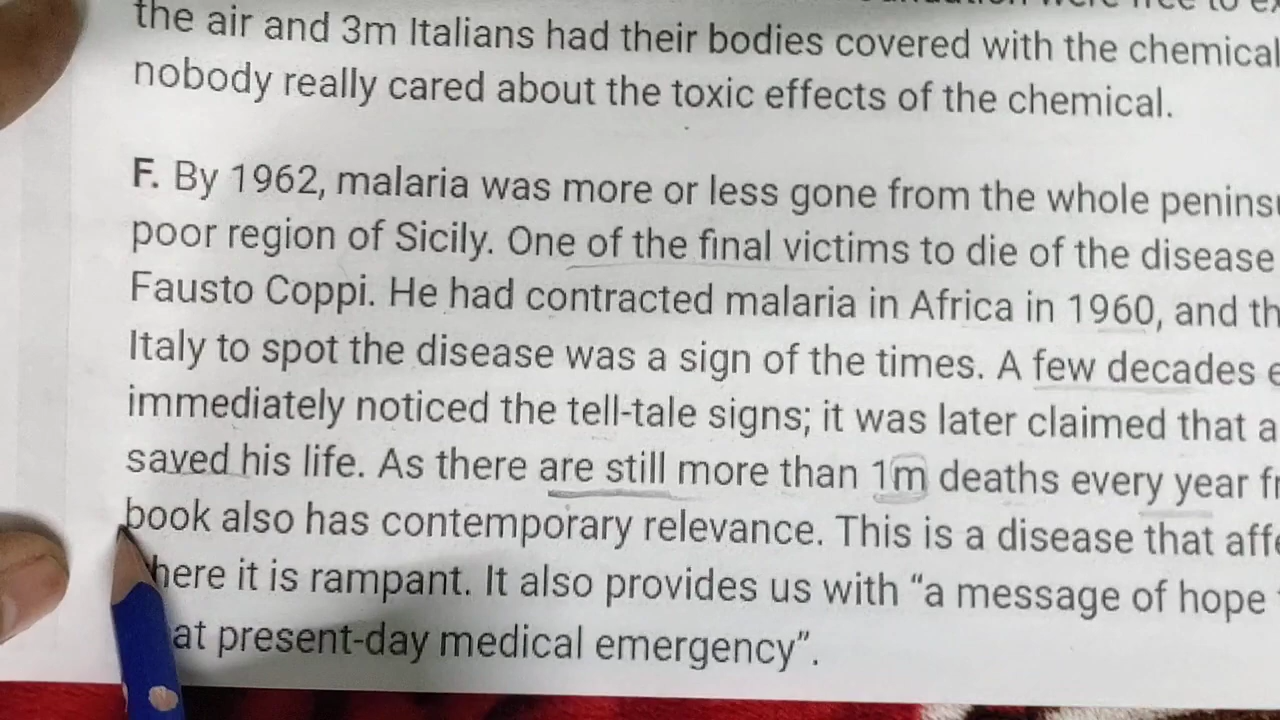 the air and 3m Italians had their bodies covered with the chemical
nobody really cared about the toxic effects of the chemical.
F. By 1962, malaria was more or less gone from the whole
poor region of Sicily. One of the final victims to die of the disease
Fausto Coppi. He had contracted malaria in Africa in 1960, and
Italy to spot the disease was a sign of the times. A few decades
immediately noticed the tell-tale signs; it was later claimed that a
saved his life. As there are still more than 1m deaths every year
book also has contemporary relevance. This is a disease that
it is rampant. It also provides us with “a message of hope
present-day medical emergency”.